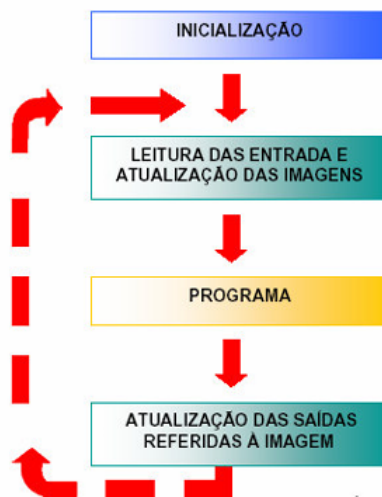 INICIALIZAÇÃO
LEITURA DAS ENTRADA E
ATUALIZAÇÃO DAS IMAGENS
PROGRAMA
ATUALIZAÇÃO DAS SAÍDAS
REFERIDAS À IMAGEM